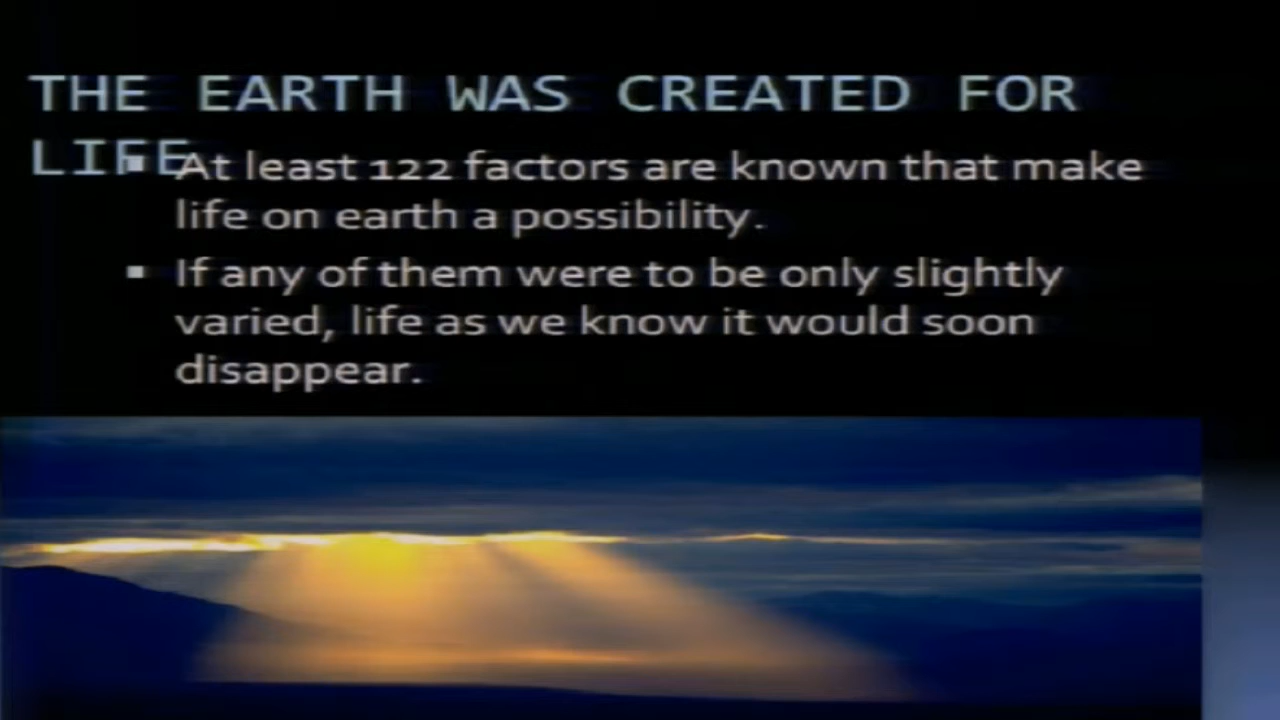 THE EARTH WAS CREATED FOR
LIFE
▪ At least 122 factors are known that make
life on earth a possibility.
▪ If any of them were to be only slightly
varied, life as we know it would soon
disappear.